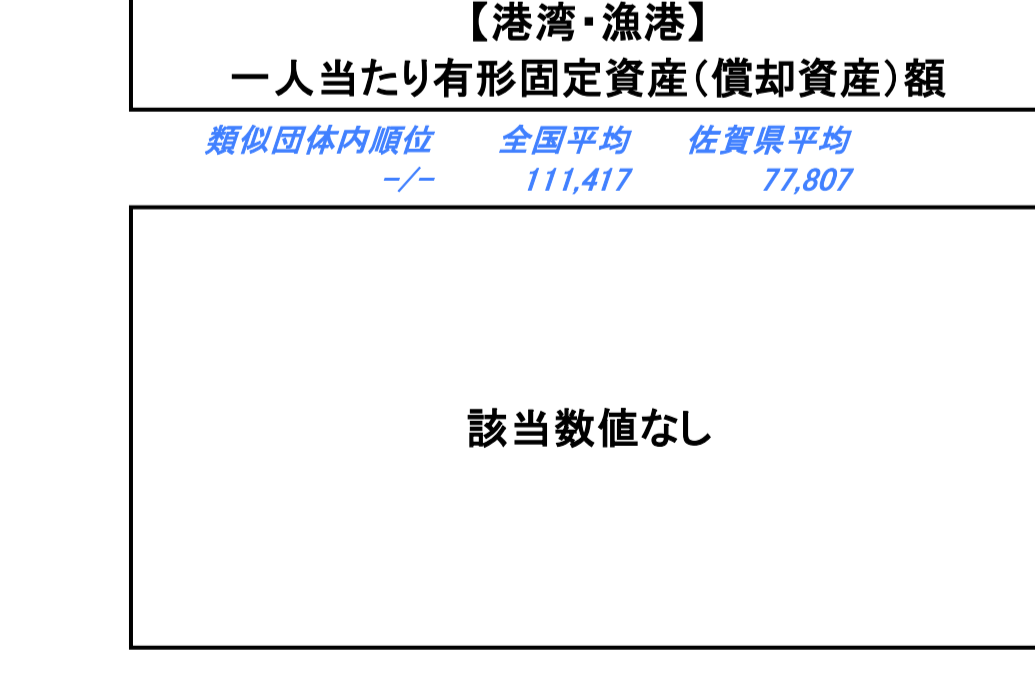 【港湾・漁港】
一人当たり有形固定資産（償却資産）額
類似団体内順位 全国平均 佐賀県平均
-/- 111,417 77,807
該当数値なし